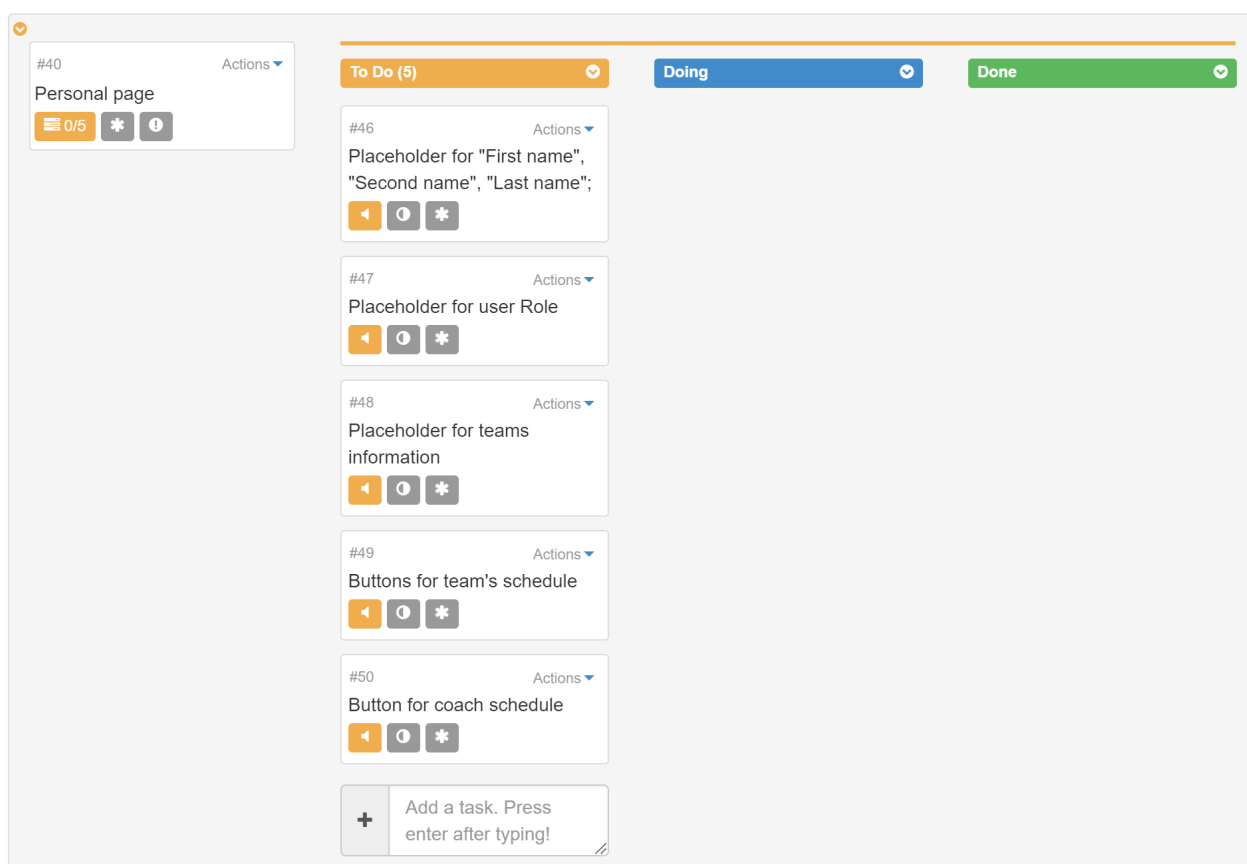 #40 Actions
Personal page
0/5
To Do (5)
Doing
Done
#46 Actions
Placeholder for "First name",
"Second name", "Last name";
#47 Actions
Placeholder for user Role
#48 Actions
Placeholder for teams
information
#49 Actions
Buttons for team's schedule
#50 Actions
Button for coach schedule
Add a task. Press
enter after typing!